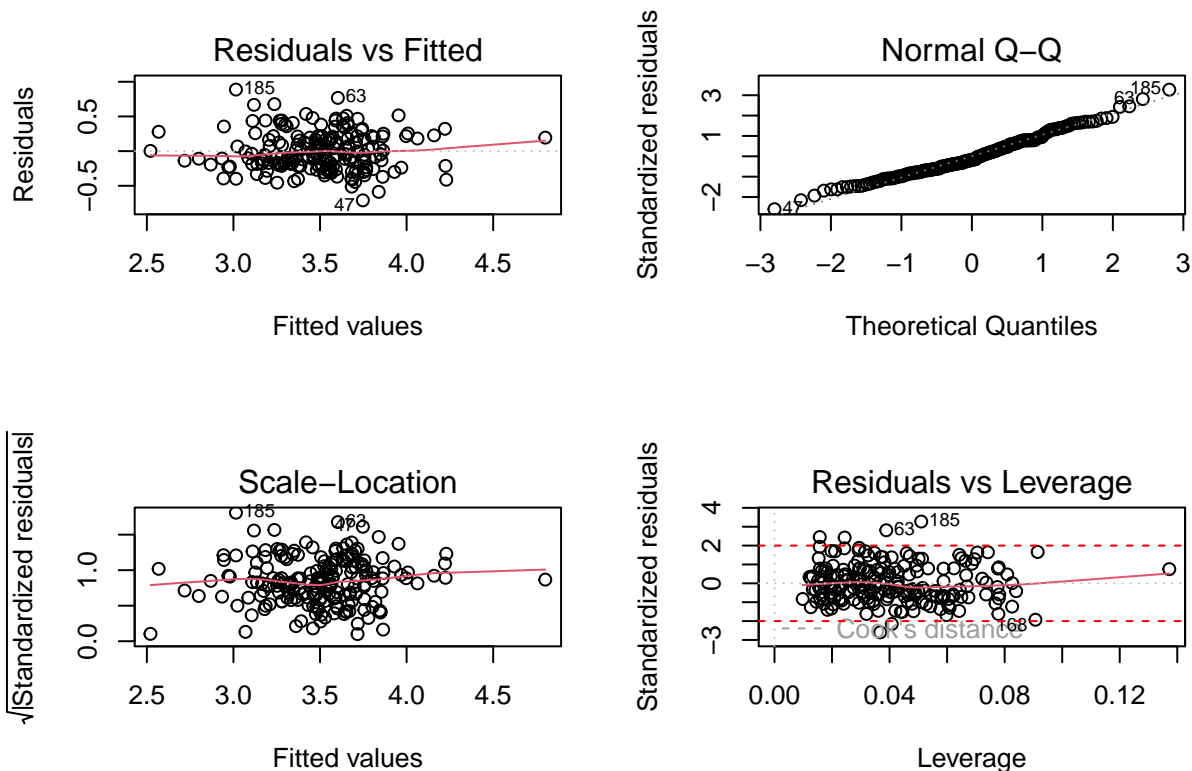 Residuals vs Fitted
Residuals
0.5
−0.5
185
63
47
2.5 3.0 3.5 4.0 4.5
Fitted values
Normal Q−Q
Standardized residuals
3
1
−2
185
63
47
−3 −2 −1 0 1 2 3
Theoretical Quantiles
Scale−Location
√|Standardized residuals|
1.0
0.0
185
63
47
2.5 3.0 3.5 4.0 4.5
Fitted values
Residuals vs Leverage
Standardized residuals
4
2
0
−3
63
185
168
Cook's distance
0.00 0.04 0.08 0.12
Leverage